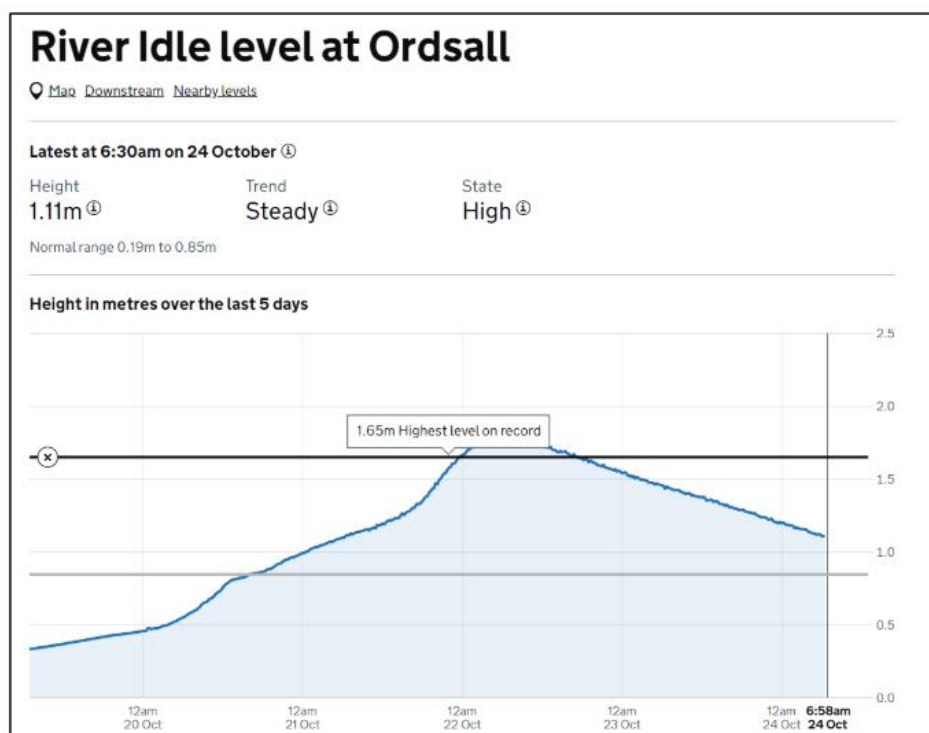 River Idle level at Ordsall
Map Downstream Nearby levels
Latest at 6:30am on 24 October
Height Trend State
1.11m Steady High
Normal range 0.19m to 0.85m
Height in metres over the last 5 days
2.5
2.0
1.65m Highest level on record
1.5
1.0
0.5
0.0
12am 12am 12am 12am 12am 6:58am
20 Oct 21 Oct 22 Oct 23 Oct 24 Oct 24 Oct